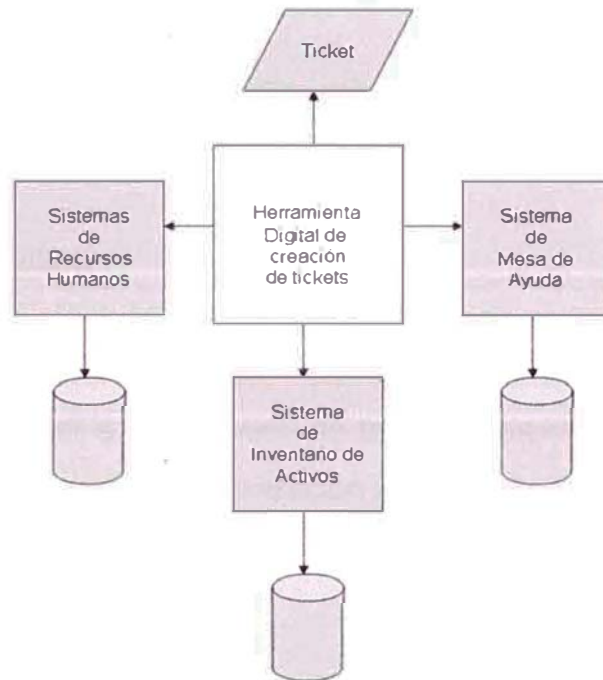 Ticket
Sistemas
de
Recursos
Humanos
Herramienta
Digital de
creación
de tickets
Sistema
de
Mesa de
Ayuda
Sistema
de
Inventario de
Activos